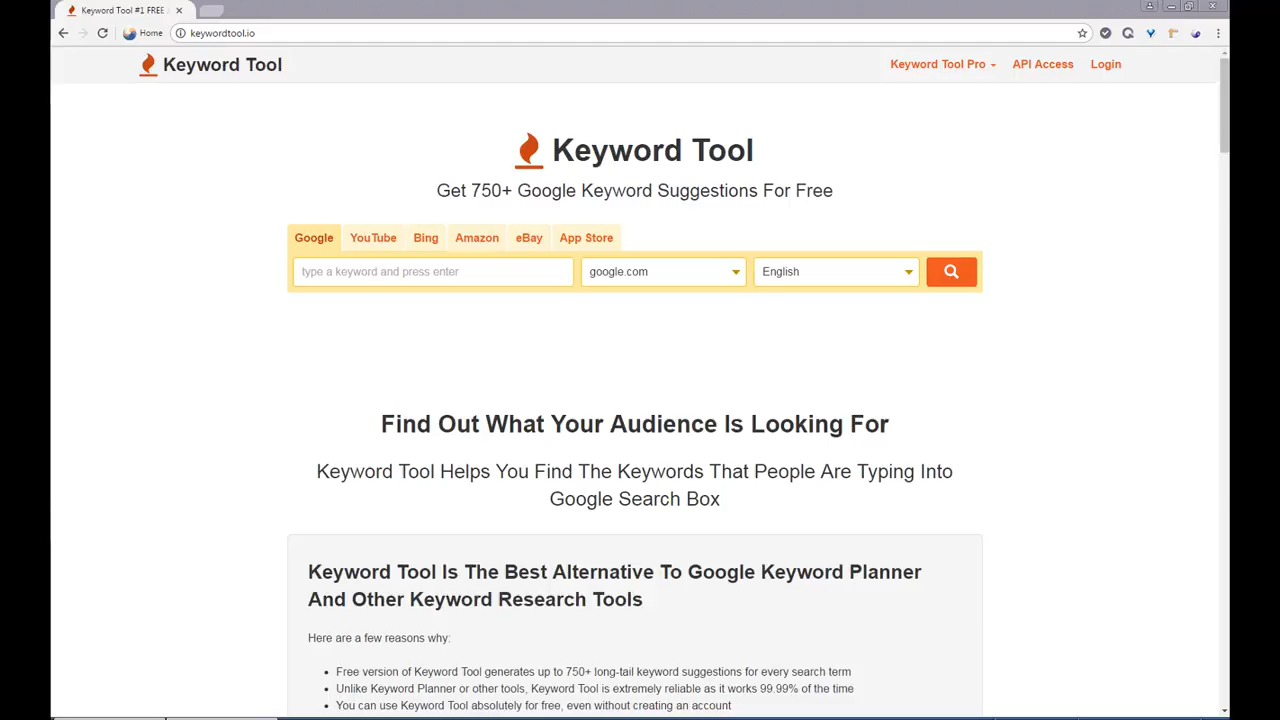 Keyword Tool #1 FREE
Home
keywordtool.io
Keyword Tool
Keyword Tool Pro
API Access
Login
Keyword Tool
Get 750+ Google Keyword Suggestions For Free
Google
YouTube
Bing
Amazon
eBay
App Store
type a keyword and press enter
google.com
English
Find Out What Your Audience Is Looking For
Keyword Tool Helps You Find The Keywords That People Are Typing Into
Google Search Box
Keyword Tool Is The Best Alternative To Google Keyword Planner
And Other Keyword Research Tools
Here are a few reasons why:
Free version of Keyword Tool generates up to 750+ long-tail keyword suggestions for every search term
Unlike Keyword Planner or other tools, Keyword Tool is extremely reliable as it works 99.99% of the time
You can use Keyword Tool absolutely for free, even without creating an account